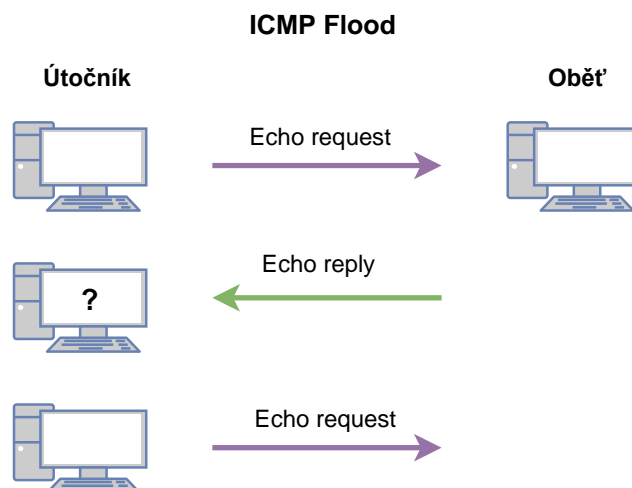 ICMP Flood
Útočník
Oběť
Echo request
Echo reply
?
Echo request